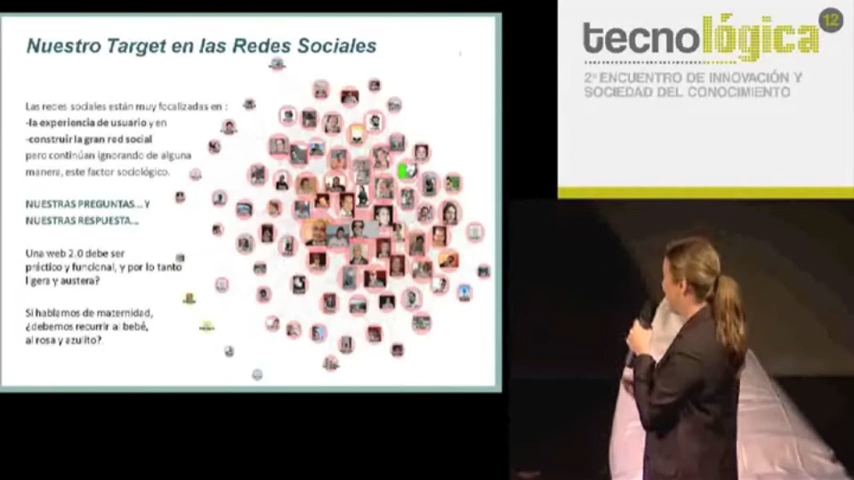 Nuestro Target en las Redes Sociales
Las redes sociales están muy focalizadas en :
-la experiencia de usuario y en
-construir la gran red social
pero continúan ignorando de alguna
manera, este factor sociológico.
NUESTRAS PREGUNTAS... Y
NUESTRAS RESPUESTA...
Una web 2.0 debe ser
práctico y funcional, y por lo tanto
ligera y austera?
Si hablamos de maternidad,
¿debemos recurrir al bebé,
al rosa y azulito?
tecnológica 12
2º ENCUENTRO DE INNOVACIÓN Y
SOCIEDAD DEL CONOCIMIENTO